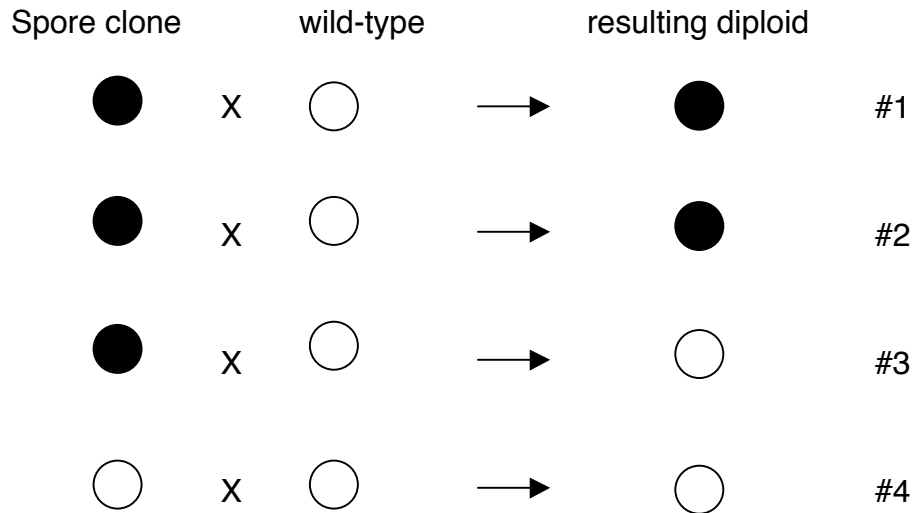 Spore clone wild-type resulting diploid
X #1
X #2
X #3
X #4